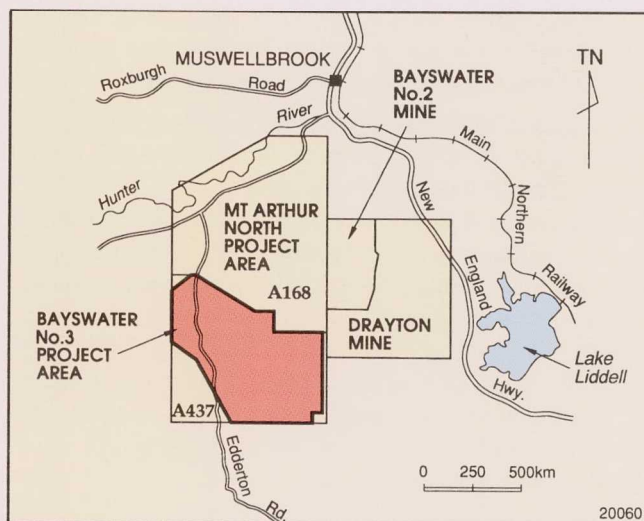 MUSWELLBROOK
TN
Roxburgh
Road
BAYSWATER
No.2
MINE
River
Main
Hunter
New
Northern
MT ARTHUR
NORTH
PROJECT
AREA
England
Railway
A168
BAYSWATER
No.3
PROJECT
AREA
DRAYTON
MINE
Lake
Liddell
Hwy.
A437
Edderton
Rd.
0 250 500km
20060